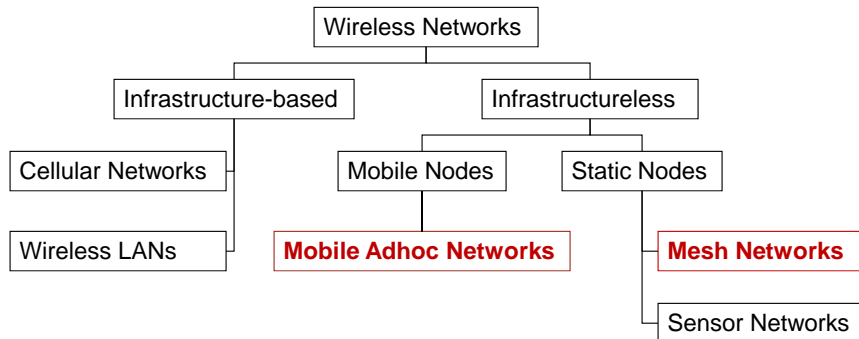 Wireless Networks
Infrastructure-based
Infrastructureless
Cellular Networks
Mobile Nodes
Static Nodes
Wireless LANs
Mobile Adhoc Networks
Mesh Networks
Sensor Networks